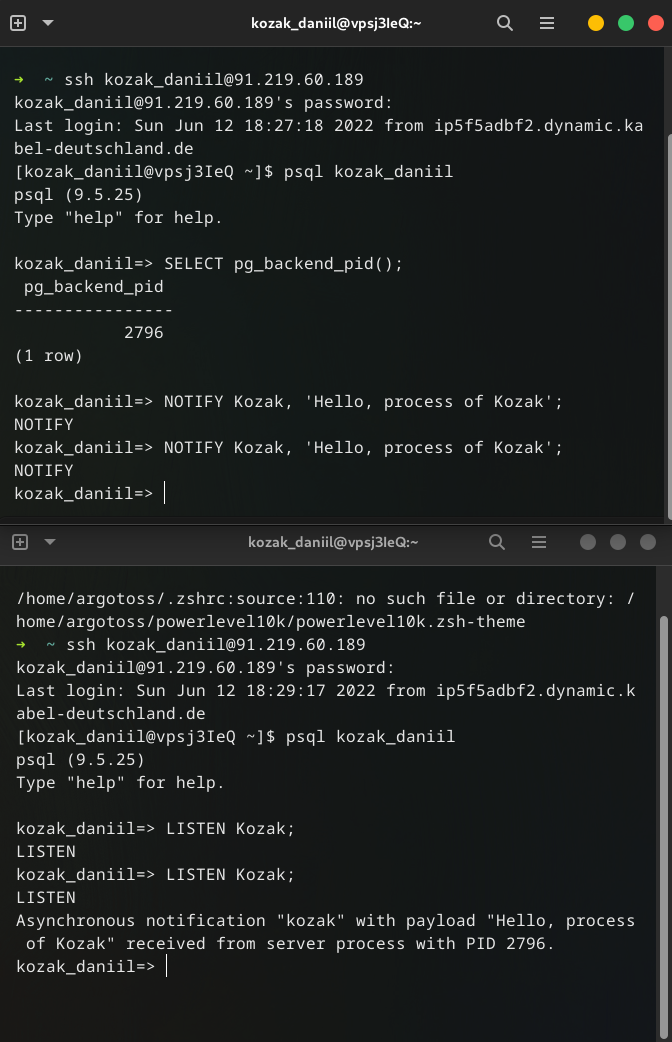 kozak_daniil@vpsj3IeQ:~
➜  ~ ssh kozak_daniil@91.219.60.189
kozak_daniil@91.219.60.189's password:
Last login: Sun Jun 12 18:27:18 2022 from ip5f5adbf2.dynamic.ka
bel-deutschland.de
[kozak_daniil@vpsj3IeQ ~]$ psql kozak_daniil
psql (9.5.25)
Type "help" for help.
kozak_daniil=> SELECT pg_backend_pid();
 pg_backend_pid
----------------
           2796
(1 row)
kozak_daniil=> NOTIFY Kozak, 'Hello, process of Kozak';
NOTIFY
kozak_daniil=> NOTIFY Kozak, 'Hello, process of Kozak';
NOTIFY
kozak_daniil=>
kozak_daniil@vpsj3IeQ:~
/home/argotoss/.zshrc:source:110: no such file or directory: /
home/argotoss/powerlevel10k/powerlevel10k.zsh-theme
➜  ~ ssh kozak_daniil@91.219.60.189
kozak_daniil@91.219.60.189's password:
Last login: Sun Jun 12 18:29:17 2022 from ip5f5adbf2.dynamic.k
abel-deutschland.de
[kozak_daniil@vpsj3IeQ ~]$ psql kozak_daniil
psql (9.5.25)
Type "help" for help.
kozak_daniil=> LISTEN Kozak;
LISTEN
kozak_daniil=> LISTEN Kozak;
LISTEN
Asynchronous notification "kozak" with payload "Hello, process
 of Kozak" received from server process with PID 2796.
kozak_daniil=>